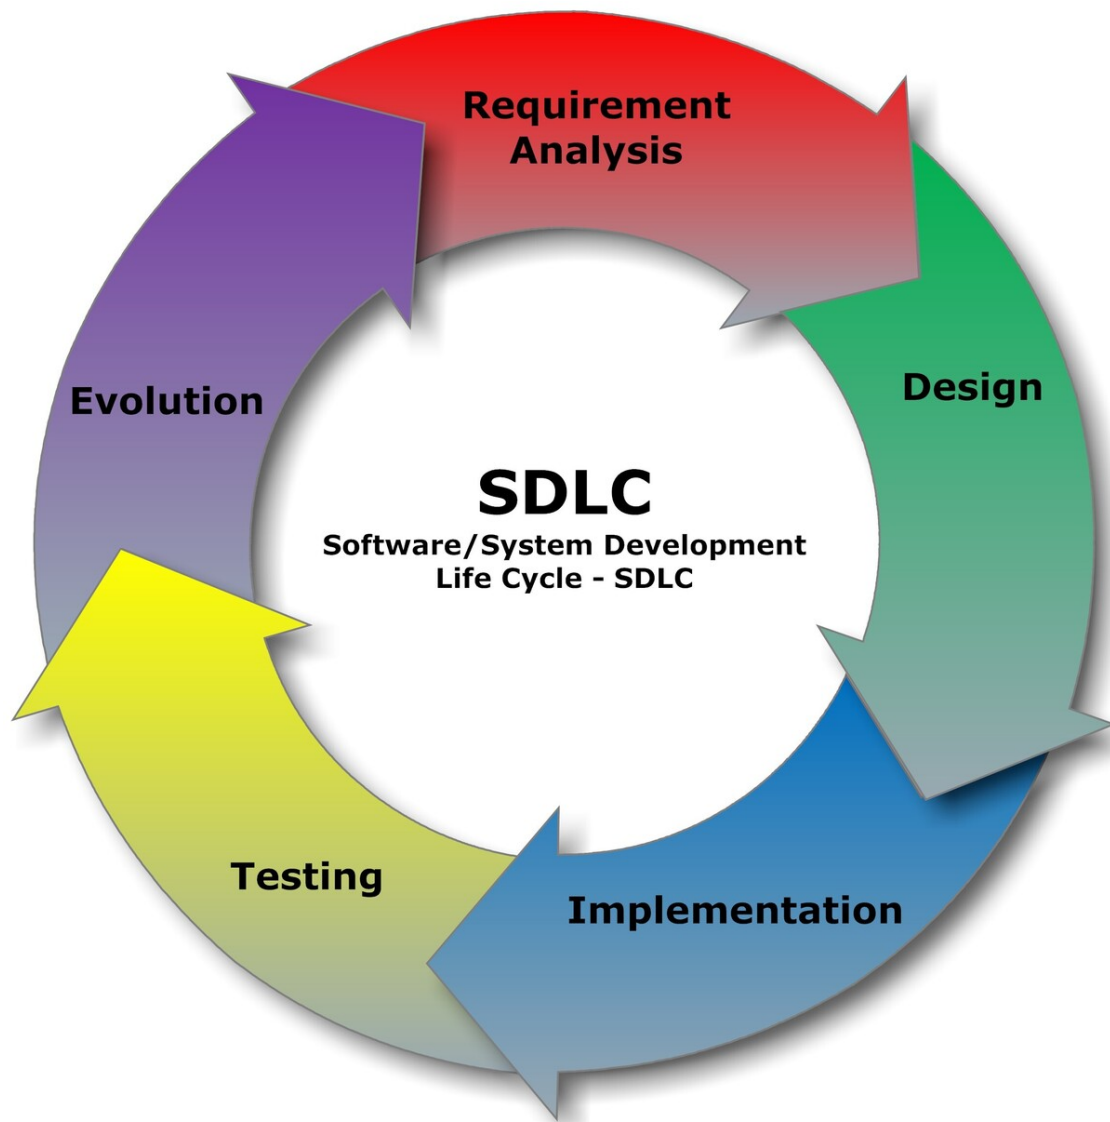 Requirement
Analysis
Design
Implementation
Testing
Evolution
SDLC
Software/System Development
Life Cycle - SDLC